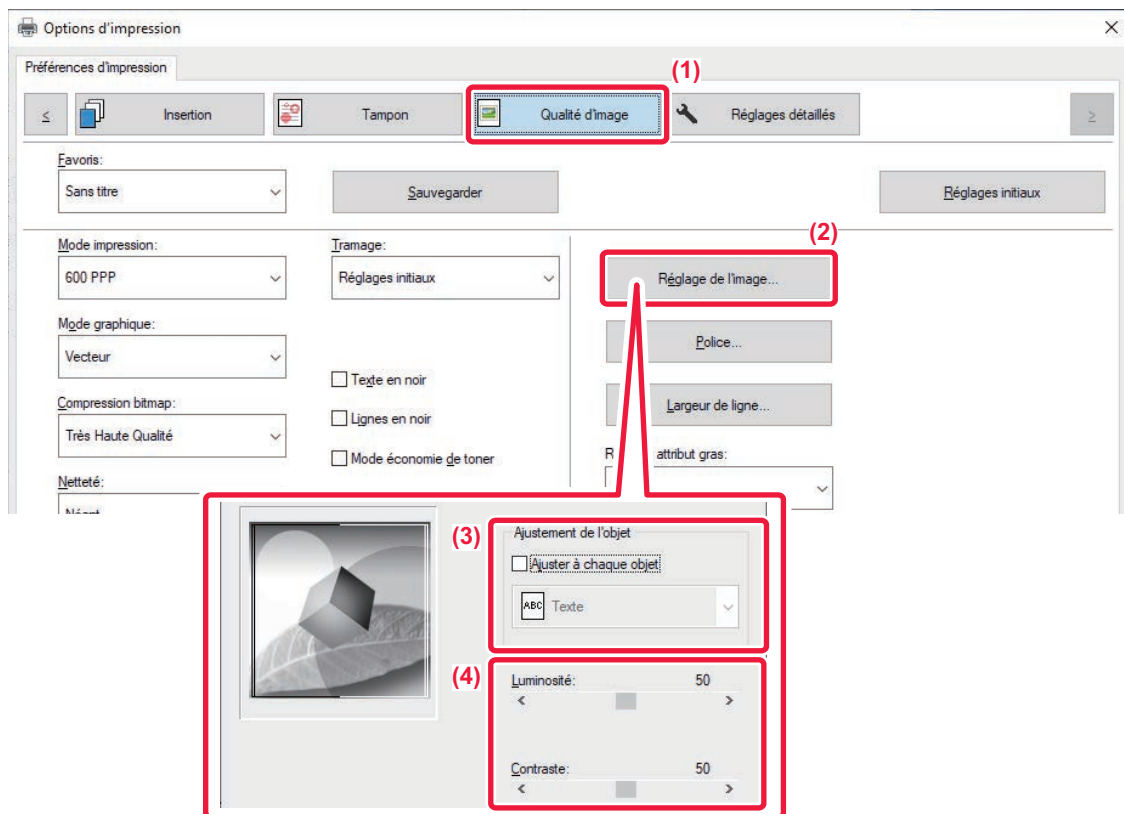 Options d'impression
Préférences d'impression
(1)
<
Insertion
Tampon
Qualité d'image
Réglages détaillés
>
Favoris:
Sans titre
Sauvegarder
Réglages initiaux
(2)
Mode impression:
Tramage:
600 PPP
Réglages initiaux
Réglage de l'image...
Mode graphique:
Vecteur
Police...
Texte en noir
Compression bitmap:
Lignes en noir
Largeur de ligne...
Très Haute Qualité
Mode économie de toner
attribut gras:
Netteté:
Néant
(3)
Ajustement de l'objet
Ajuster à chaque objet
ABC Texte
(4)
Luminosité: 50
< >
Contraste: 50
< >